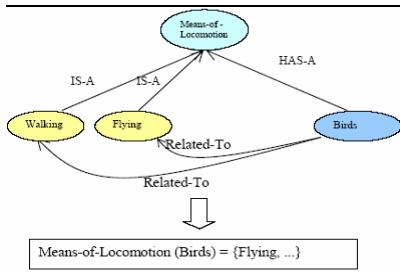 Means-of -
Locomotion
HAS-A
IS-A
IS-A
Walking
Flying
Birds
Related-To
Related-To
Means-of-Locomotion (Birds) = {Flying, ...}